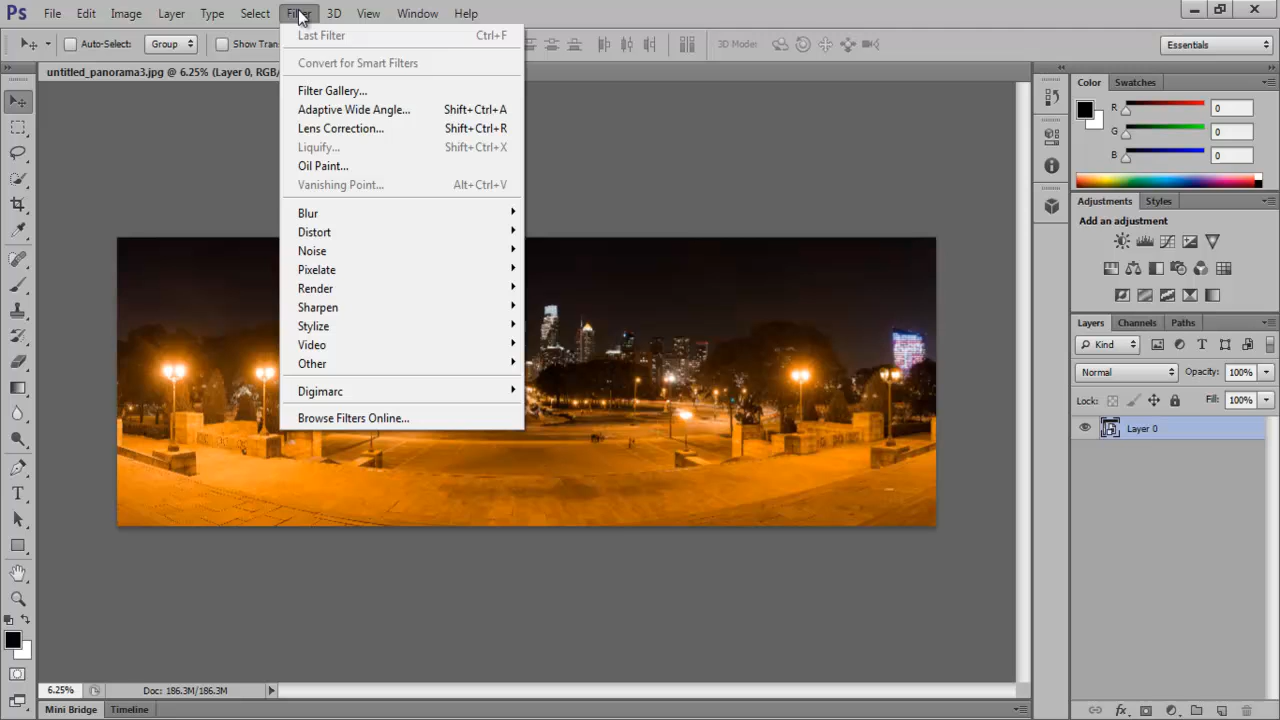 Ps File Edit Image Layer Type Select Filter 3D View Window Help
Auto-Select: Group Show Tran 3D Mode: Essentials
untitled_panorama3.jpg @ 6.25% (Layer 0, RGB/
Last Filter Ctrl+F
Convert for Smart Filters
Filter Gallery...
Adaptive Wide Angle... Shift+Ctrl+A
Lens Correction... Shift+Ctrl+R
Liquify... Shift+Ctrl+X
Oil Paint...
Vanishing Point... Alt+Ctrl+V
Blur
Distort
Noise
Pixelate
Render
Sharpen
Stylize
Video
Other
Digimarc
Browse Filters Online...
Color Swatches
R 0
G 0
B 0
Adjustments Styles
Add an adjustment
Layers Channels Paths
Kind
Normal Opacity: 100%
Lock: Fill: 100%
Layer 0
6.25% Doc: 186.3M/186.3M
Mini Bridge Timeline